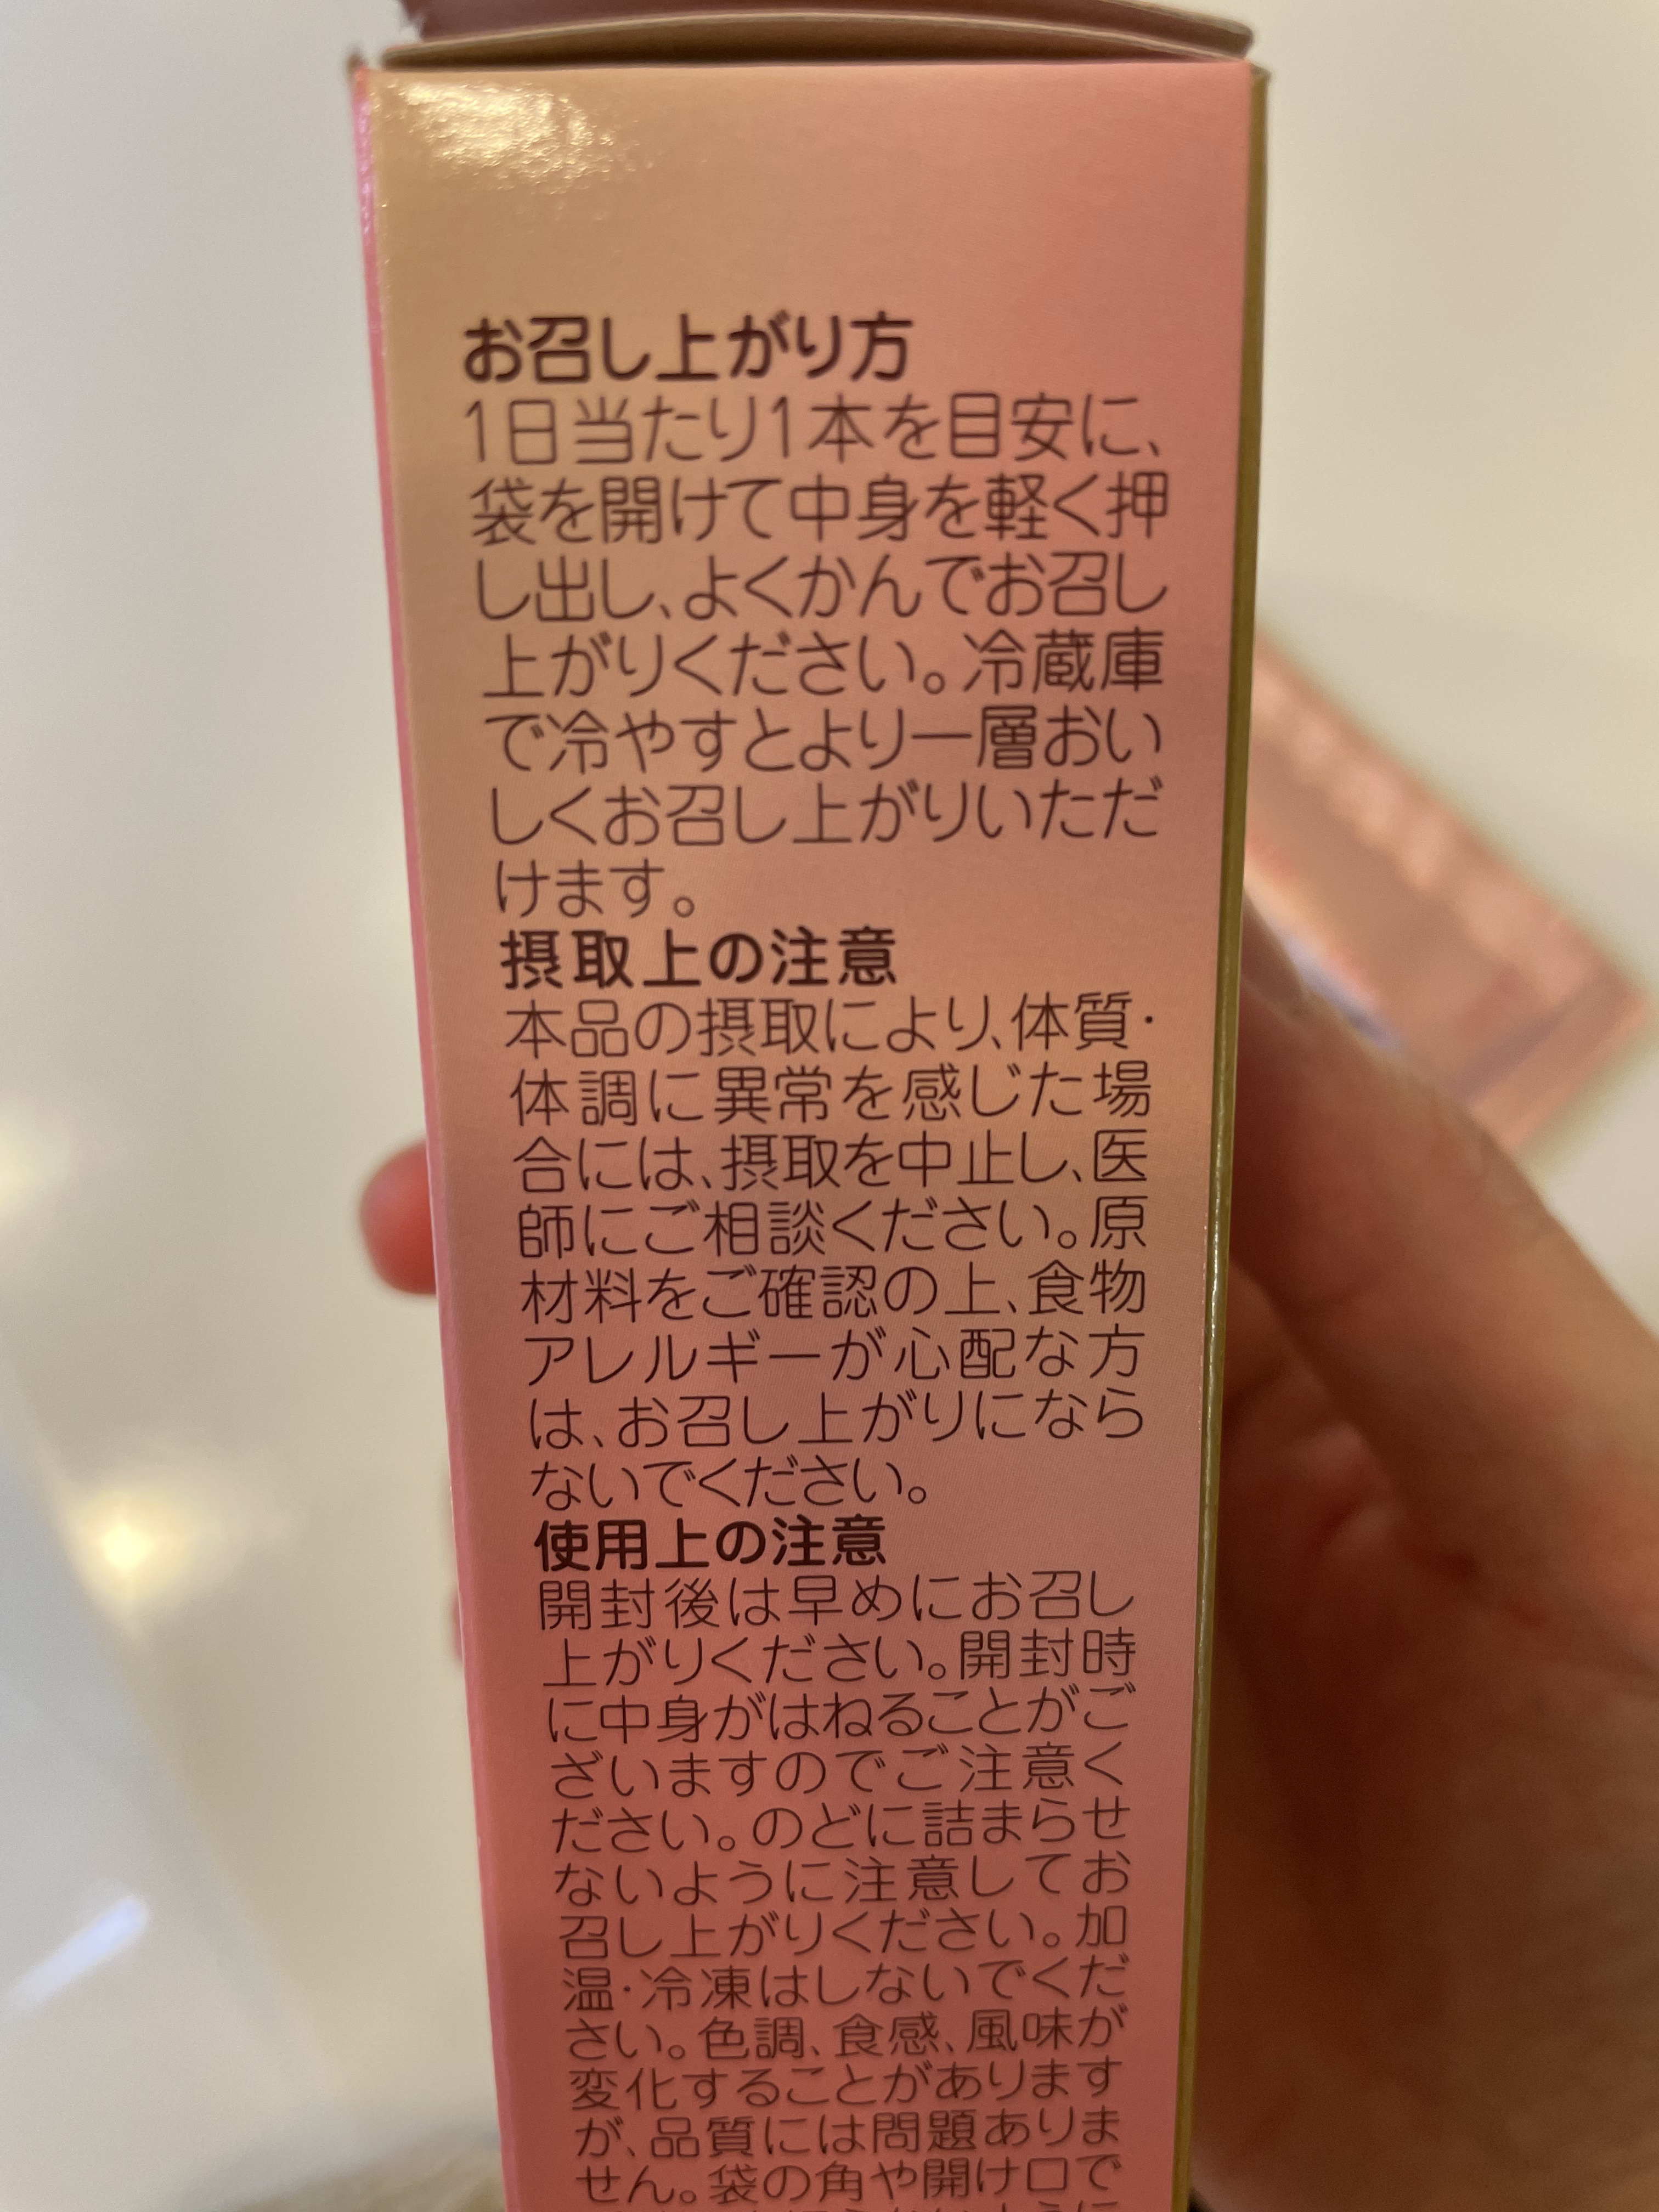 お召し上がり方
1日当たり1本を目安に、
袋を開けて中身を軽く押
し出し、よくかんでお召し
上がりください。冷蔵庫
で冷やすとより一層おい
しくお召し上がりいただ
けます。
摂取上の注意
本品の摂取により、体質・
体調に異常を感じた場
合には、摂取を中止し、医
師にご相談ください。原
材料をご確認の上、食物
アレルギーが心配な方
は、お召し上がりになら
ないでください。
使用上の注意
開封後は早めにお召し
上がりください。開封時
に中身がはねることがご
ざいますのでご注意く
ださい。のどに詰まらせ
ないように注意してお
召し上がりください。加
温・冷凍はしないでくだ
さい。色調、食感、風味が
変化することがあります
が、品質には問題ありま
せん。袋の角や開け口で